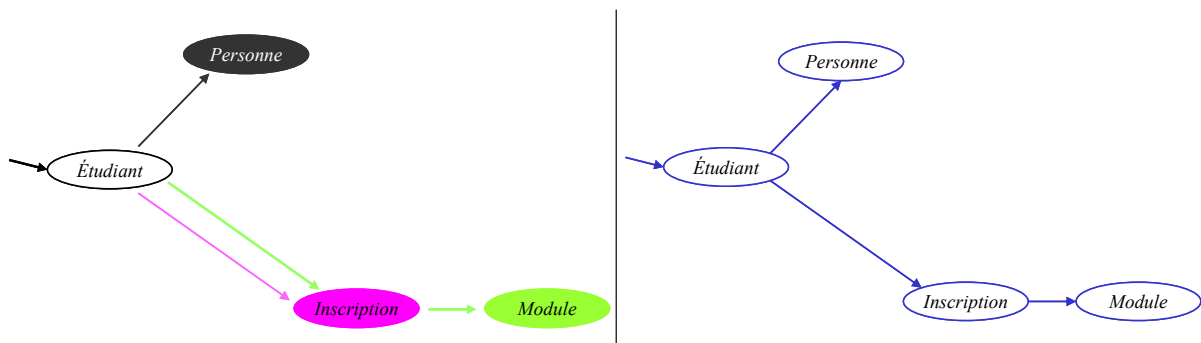 Personne
Étudiant
Inscription
Module
Personne
Étudiant
Inscription
Module